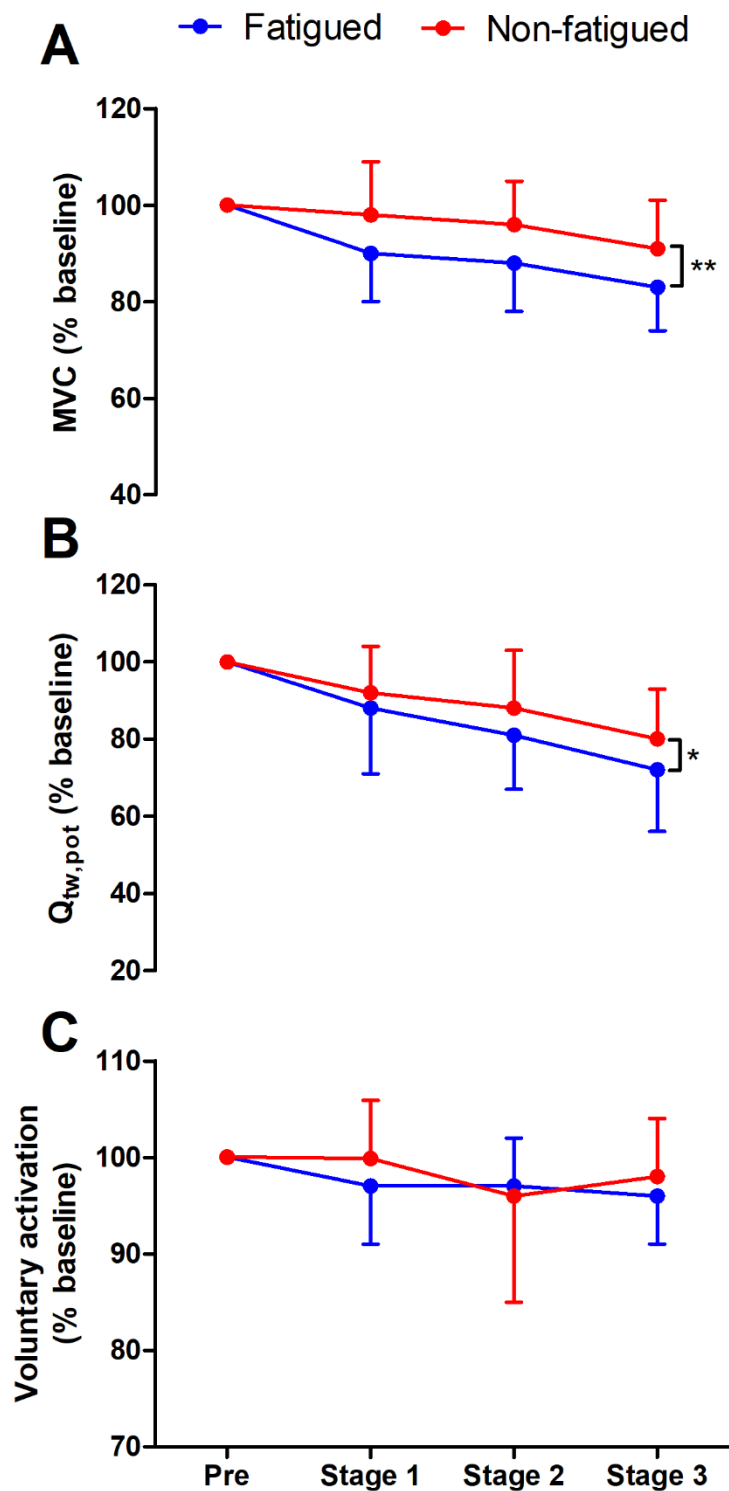 Fatigued Non-fatigued
A
120
100
80
60
40
MVC (% baseline)
**
B
120
100
80
60
40
20
Qtw,pot (% baseline)
*
C
110
100
90
80
70
Voluntary activation
(% baseline)
Pre Stage 1 Stage 2 Stage 3